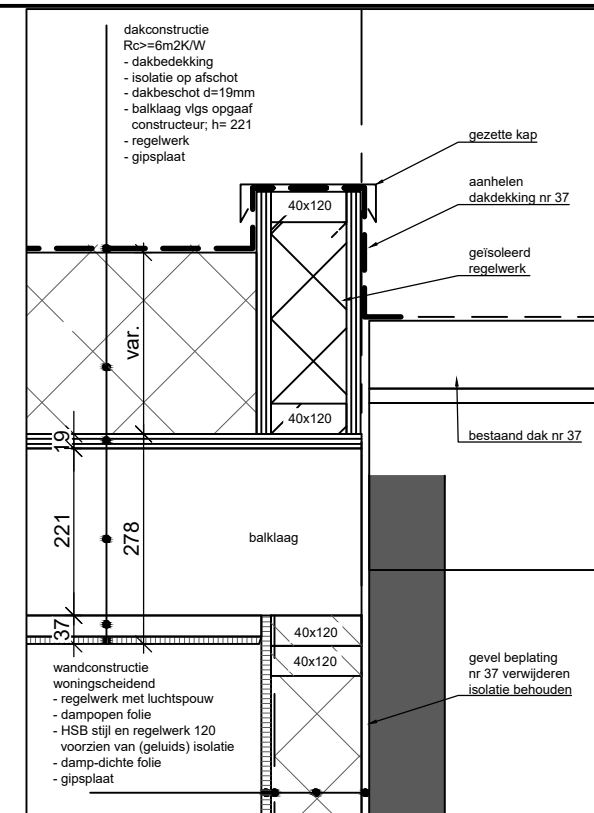 dakconstructie
Rc>=6m2K/W
- dakbedekking
- isolatie op afschot
- dakbeschot d=19mm
- balklaag vlgs opgaaf
constructeur; h= 221
- regelwerk
- gipsplaat
gezette kap
aanhelen
dakdekking nr 37
40x120
geïsoleerd
regelwerk
var.
40x120
bestaand dak nr 37
19
221
278
balklaag
37
40x120
40x120
wandconstructie
woningscheidend
- regelwerk met luchtspouw
- dampopen folie
- HSB stijl en regelwerk 120
voorzien van (geluids) isolatie
- damp-dichte folie
- gipsplaat
gevel beplating
nr 37 verwijderen
isolatie behouden